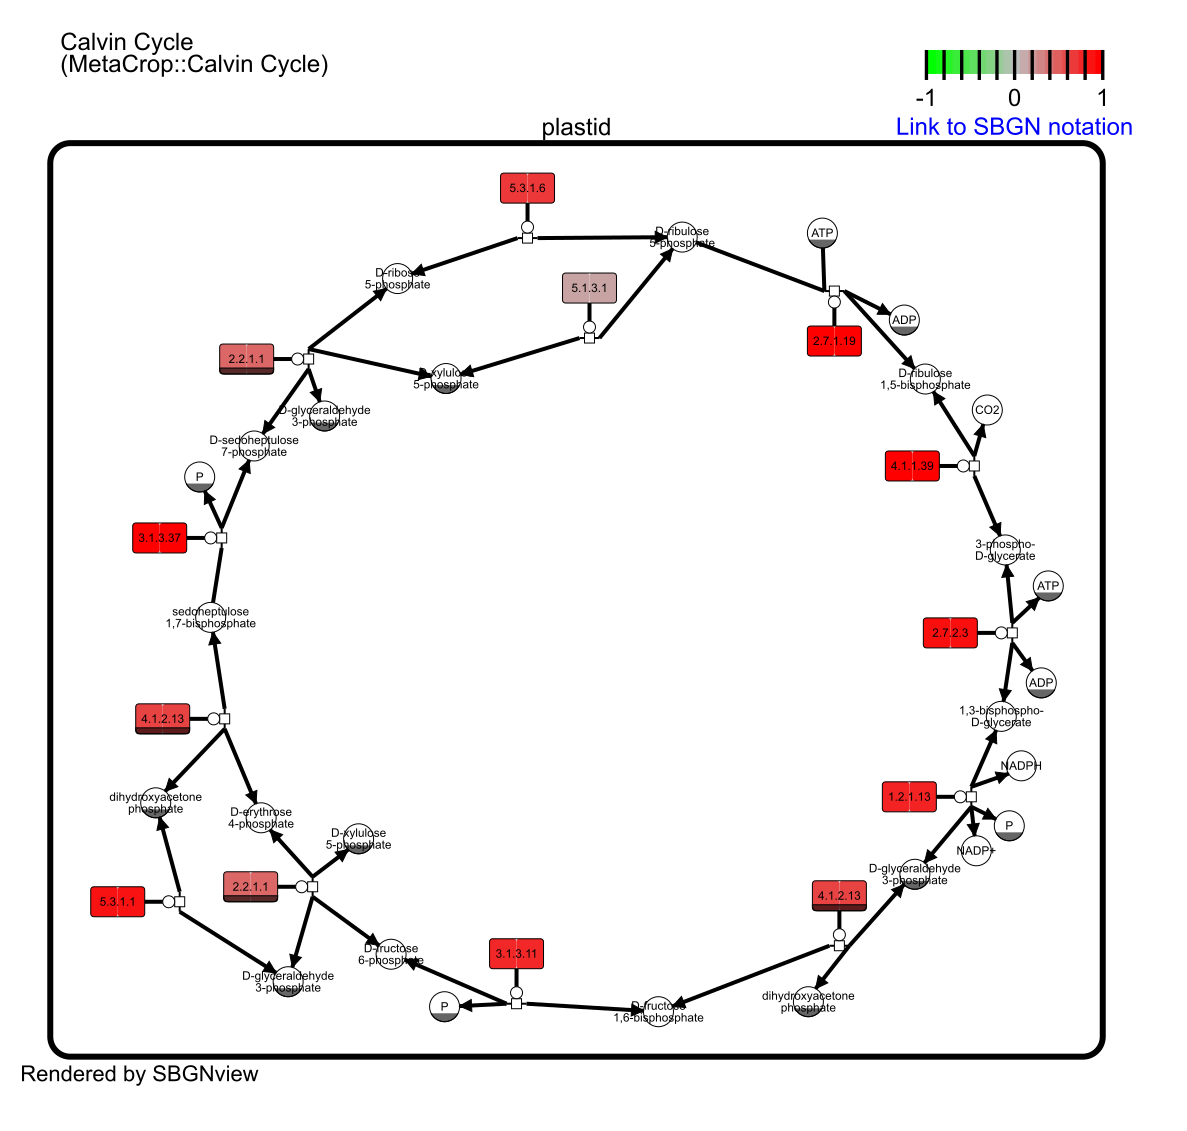 Calvin Cycle
(MetaCrop::Calvin Cycle)
-1 0 1
Link to SBGN notation
plastid
5.3.1.6
D-ribulose
5-phosphate
ATP
D-ribose
5-phosphate
5.1.3.1
ADP
2.7.1.19
2.2.1.1
D-xylulose
5-phosphate
D-ribulose
1,5-bisphosphate
D-glyceraldehyde
3-phosphate
CO2
D-sedoheptulose
7-phosphate
4.1.1.39
P
3.1.3.37
3-phospho-
D-glycerate
ATP
sedoheptulose
1,7-bisphosphate
2.7.2.3
ADP
4.1.2.13
1,3-bisphospho-
D-glycerate
NADPH
1.2.1.13
dihydroxyacetone
phosphate
D-erythrose
4-phosphate
P
D-xylulose
5-phosphate
NADP+
D-glyceraldehyde
3-phosphate
2.2.1.1
4.1.2.13
5.3.1.1
D-fructose
6-phosphate
3.1.3.11
D-glyceraldehyde
3-phosphate
P
D-fructose
1,6-bisphosphate
dihydroxyacetone
phosphate
Rendered by SBGNview